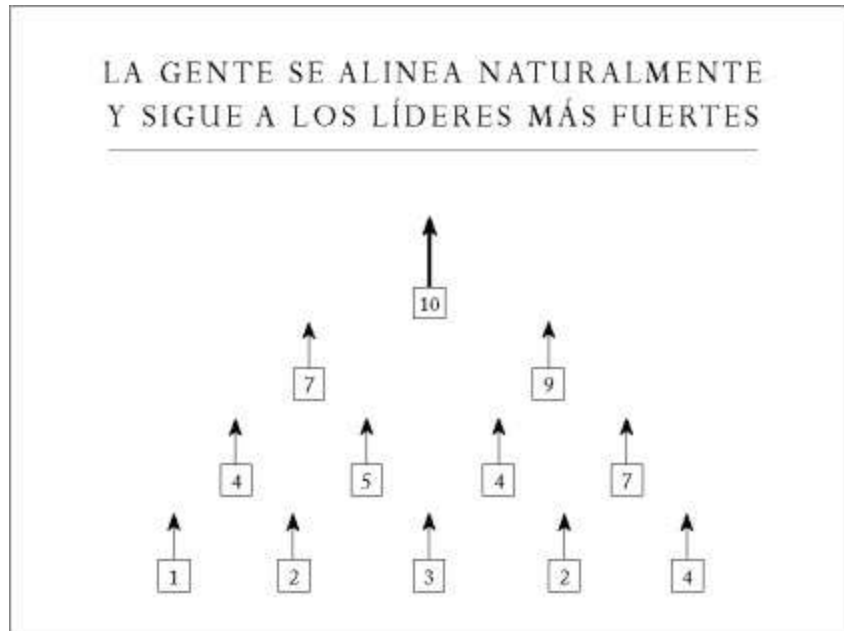 LA GENTE SE ALINEA NATURALMENTE
Y SIGUE A LOS LÍDERES MÁS FUERTES
10
7 9
4 5 4 7
1 2 3 2 4